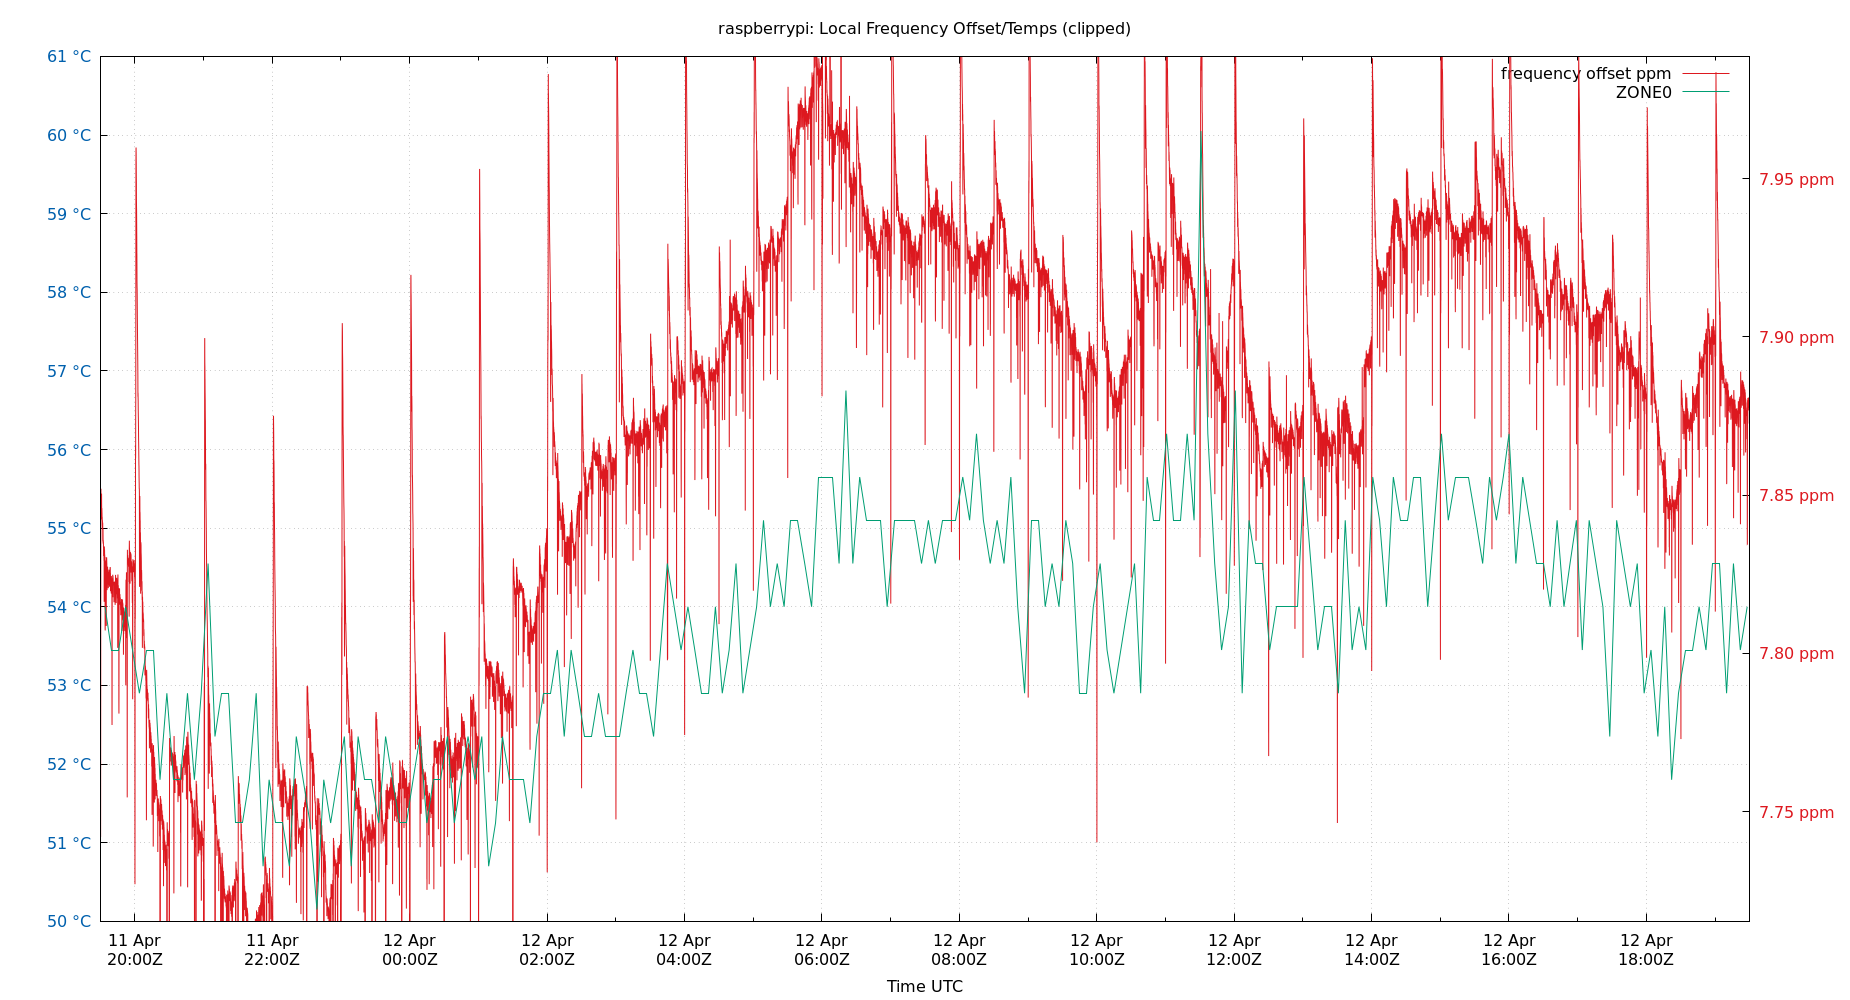 raspberrypi: Local Frequency Offset/Temps (clipped)
frequency offset ppm
ZONE0
61 °C
60 °C
59 °C
58 °C
57 °C
56 °C
55 °C
54 °C
53 °C
52 °C
51 °C
50 °C
7.95 ppm
7.90 ppm
7.85 ppm
7.80 ppm
7.75 ppm
11 Apr
20:00Z
11 Apr
22:00Z
12 Apr
00:00Z
12 Apr
02:00Z
12 Apr
04:00Z
12 Apr
06:00Z
12 Apr
08:00Z
12 Apr
10:00Z
12 Apr
12:00Z
12 Apr
14:00Z
12 Apr
16:00Z
12 Apr
18:00Z
Time UTC